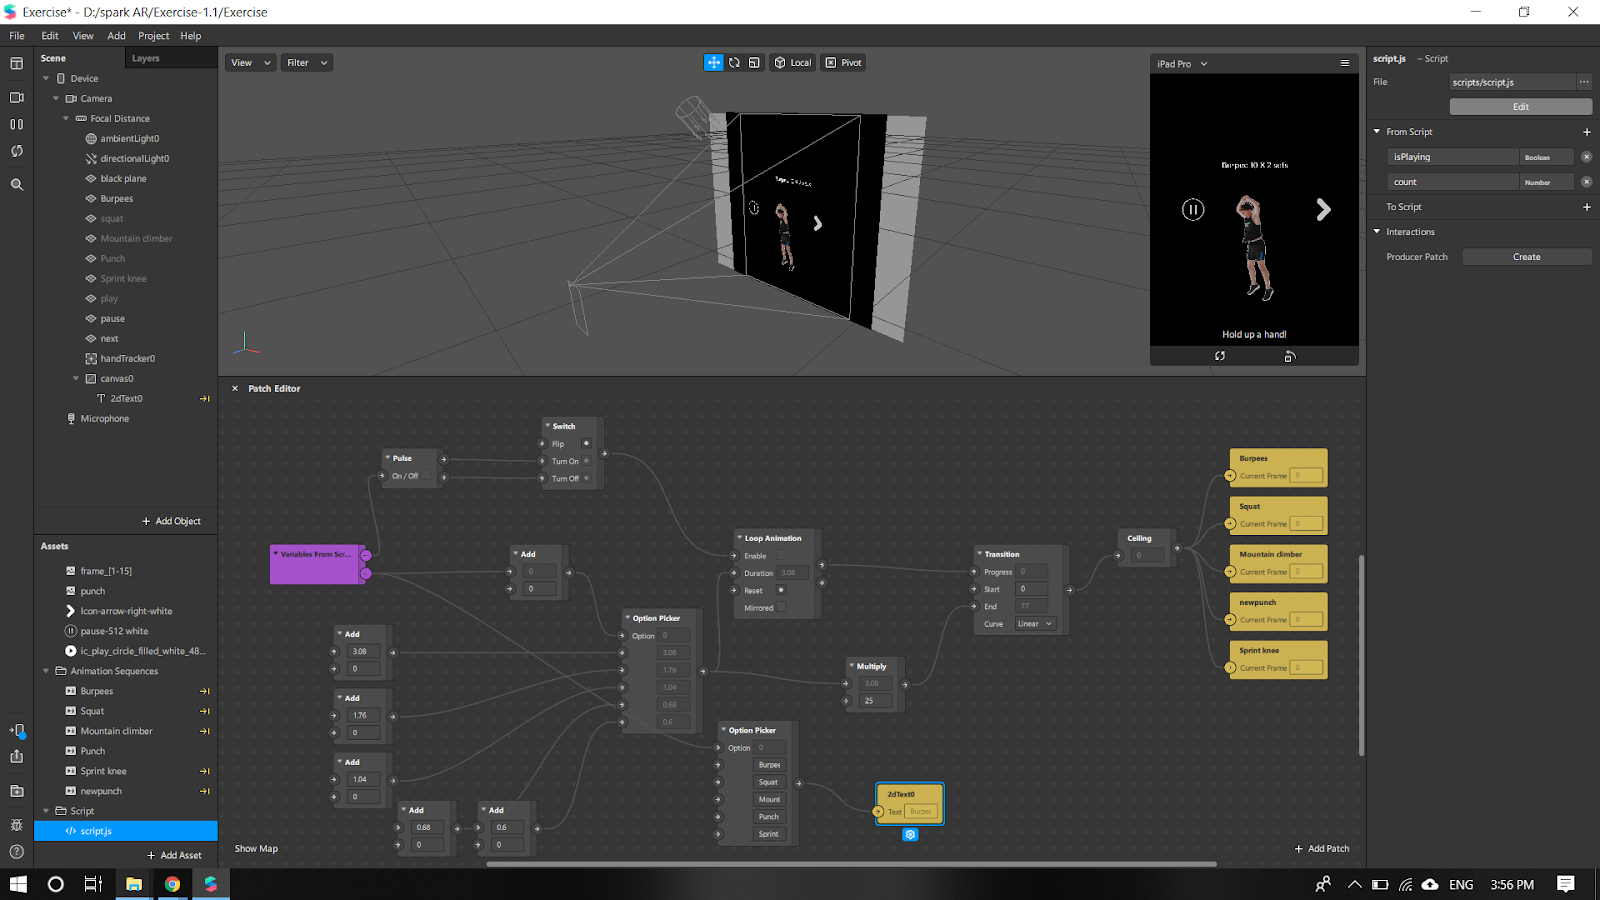 Exercise* - D:/spark AR/Exercise-1.1/Exercise
File Edit View Add Project Help
Scene Layers
Device
Camera
Focal Distance
ambientLight0
directionalLight0
black plane
Burpees
squat
Mountain climber
Punch
Sprint knee
play
pause
next
handTracker0
canvas0
2dText0
Microphone
+ Add Object
Assets
frame_[1-15]
punch
Icon-arrow-right-white
pause-512 white
ic_play_circle_filled_white_48...
Animation Sequences
Burpees
Squat
Mountain climber
Punch
Sprint knee
newpunch
Script
script.js
+ Add Asset
View Filter Local Pivot
iPad Pro
Burpee 10 X 2 sets
Hold up a hand!
Patch Editor
Switch
Flip
Turn On
Turn Off
Pulse
On / Off
Variables From Scr...
Add
0
0
Add
3.08
0
Add
1.76
0
Add
1.04
0
Add
0.68
0
Add
0.6
0
Option Picker
Option 0
3.08
1.76
1.04
0.68
0.6
Loop Animation
Enable
Duration 3.08
Reset
Mirrored
Multiply
3.08
25
Option Picker
Option 0
Burpee
Squat
Mount
Punch
Sprint
2dText0
Text Burpee
Transition
Progress 0
Start 0
End 77
Curve Linear
Ceiling
0
Burpees
Current Frame 0
Squat
Current Frame 0
Mountain climber
Current Frame 0
newpunch
Current Frame 0
Sprint knee
Current Frame 0
Show Map
+ Add Patch
script.js – Script
File scripts/script.js ...
Edit
From Script +
isPlaying Boolean
count Number
To Script +
Interactions
Producer Patch Create
ENG 3:56 PM